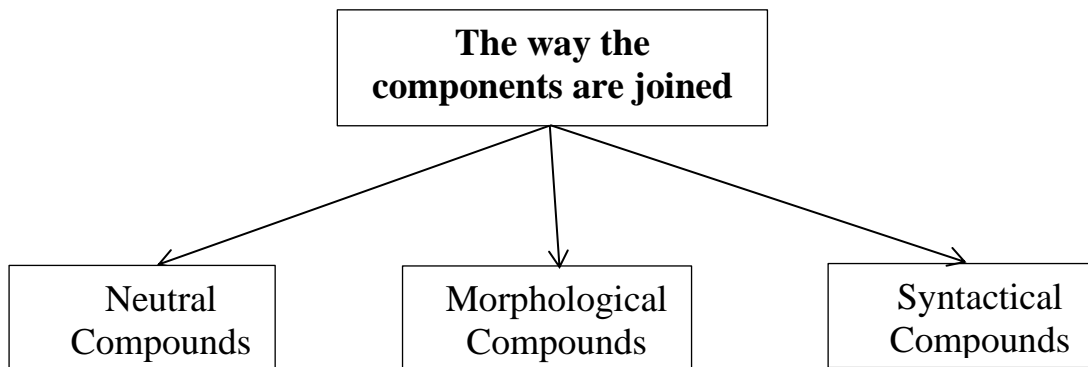 The way the
components are joined
Neutral
Compounds
Morphological
Compounds
Syntactical
Compounds